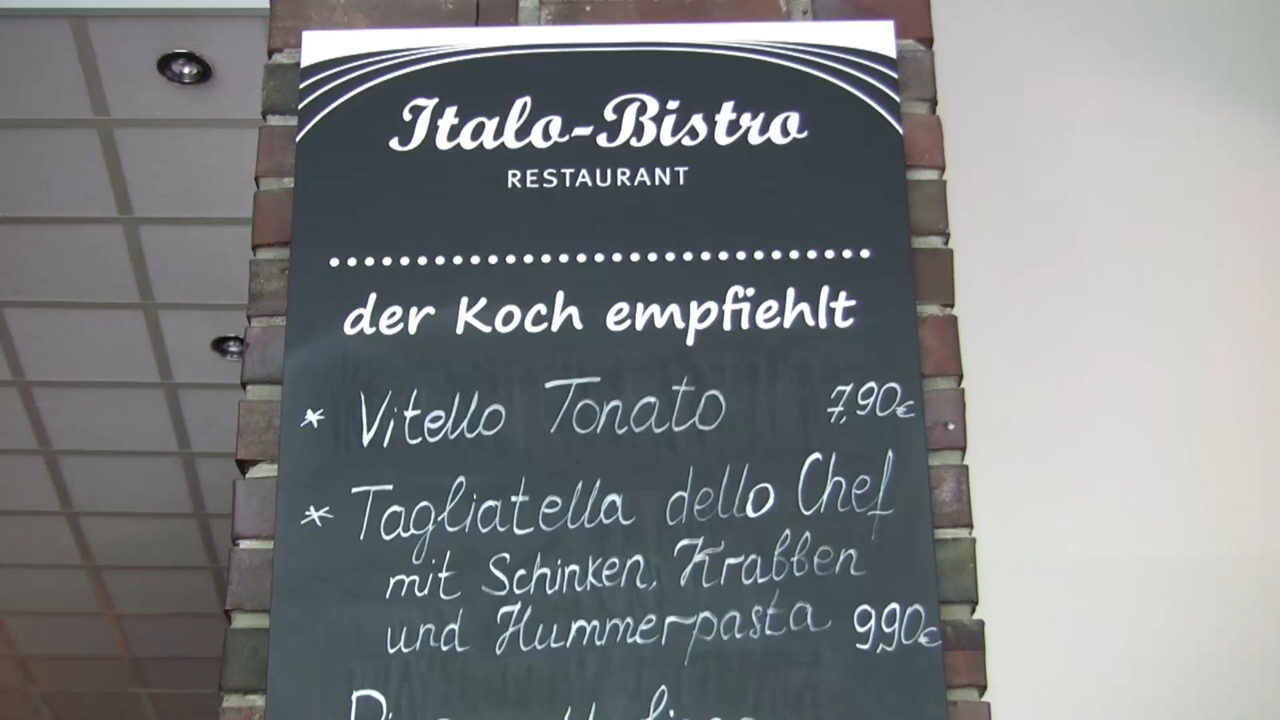 Italo-Bistro
RESTAURANT
der Koch empfiehlt
* Vitello Tonato 7,90€
* Tagliatella dello Chef
mit Schinken, Krabben
und Hummerpasta 9,90€